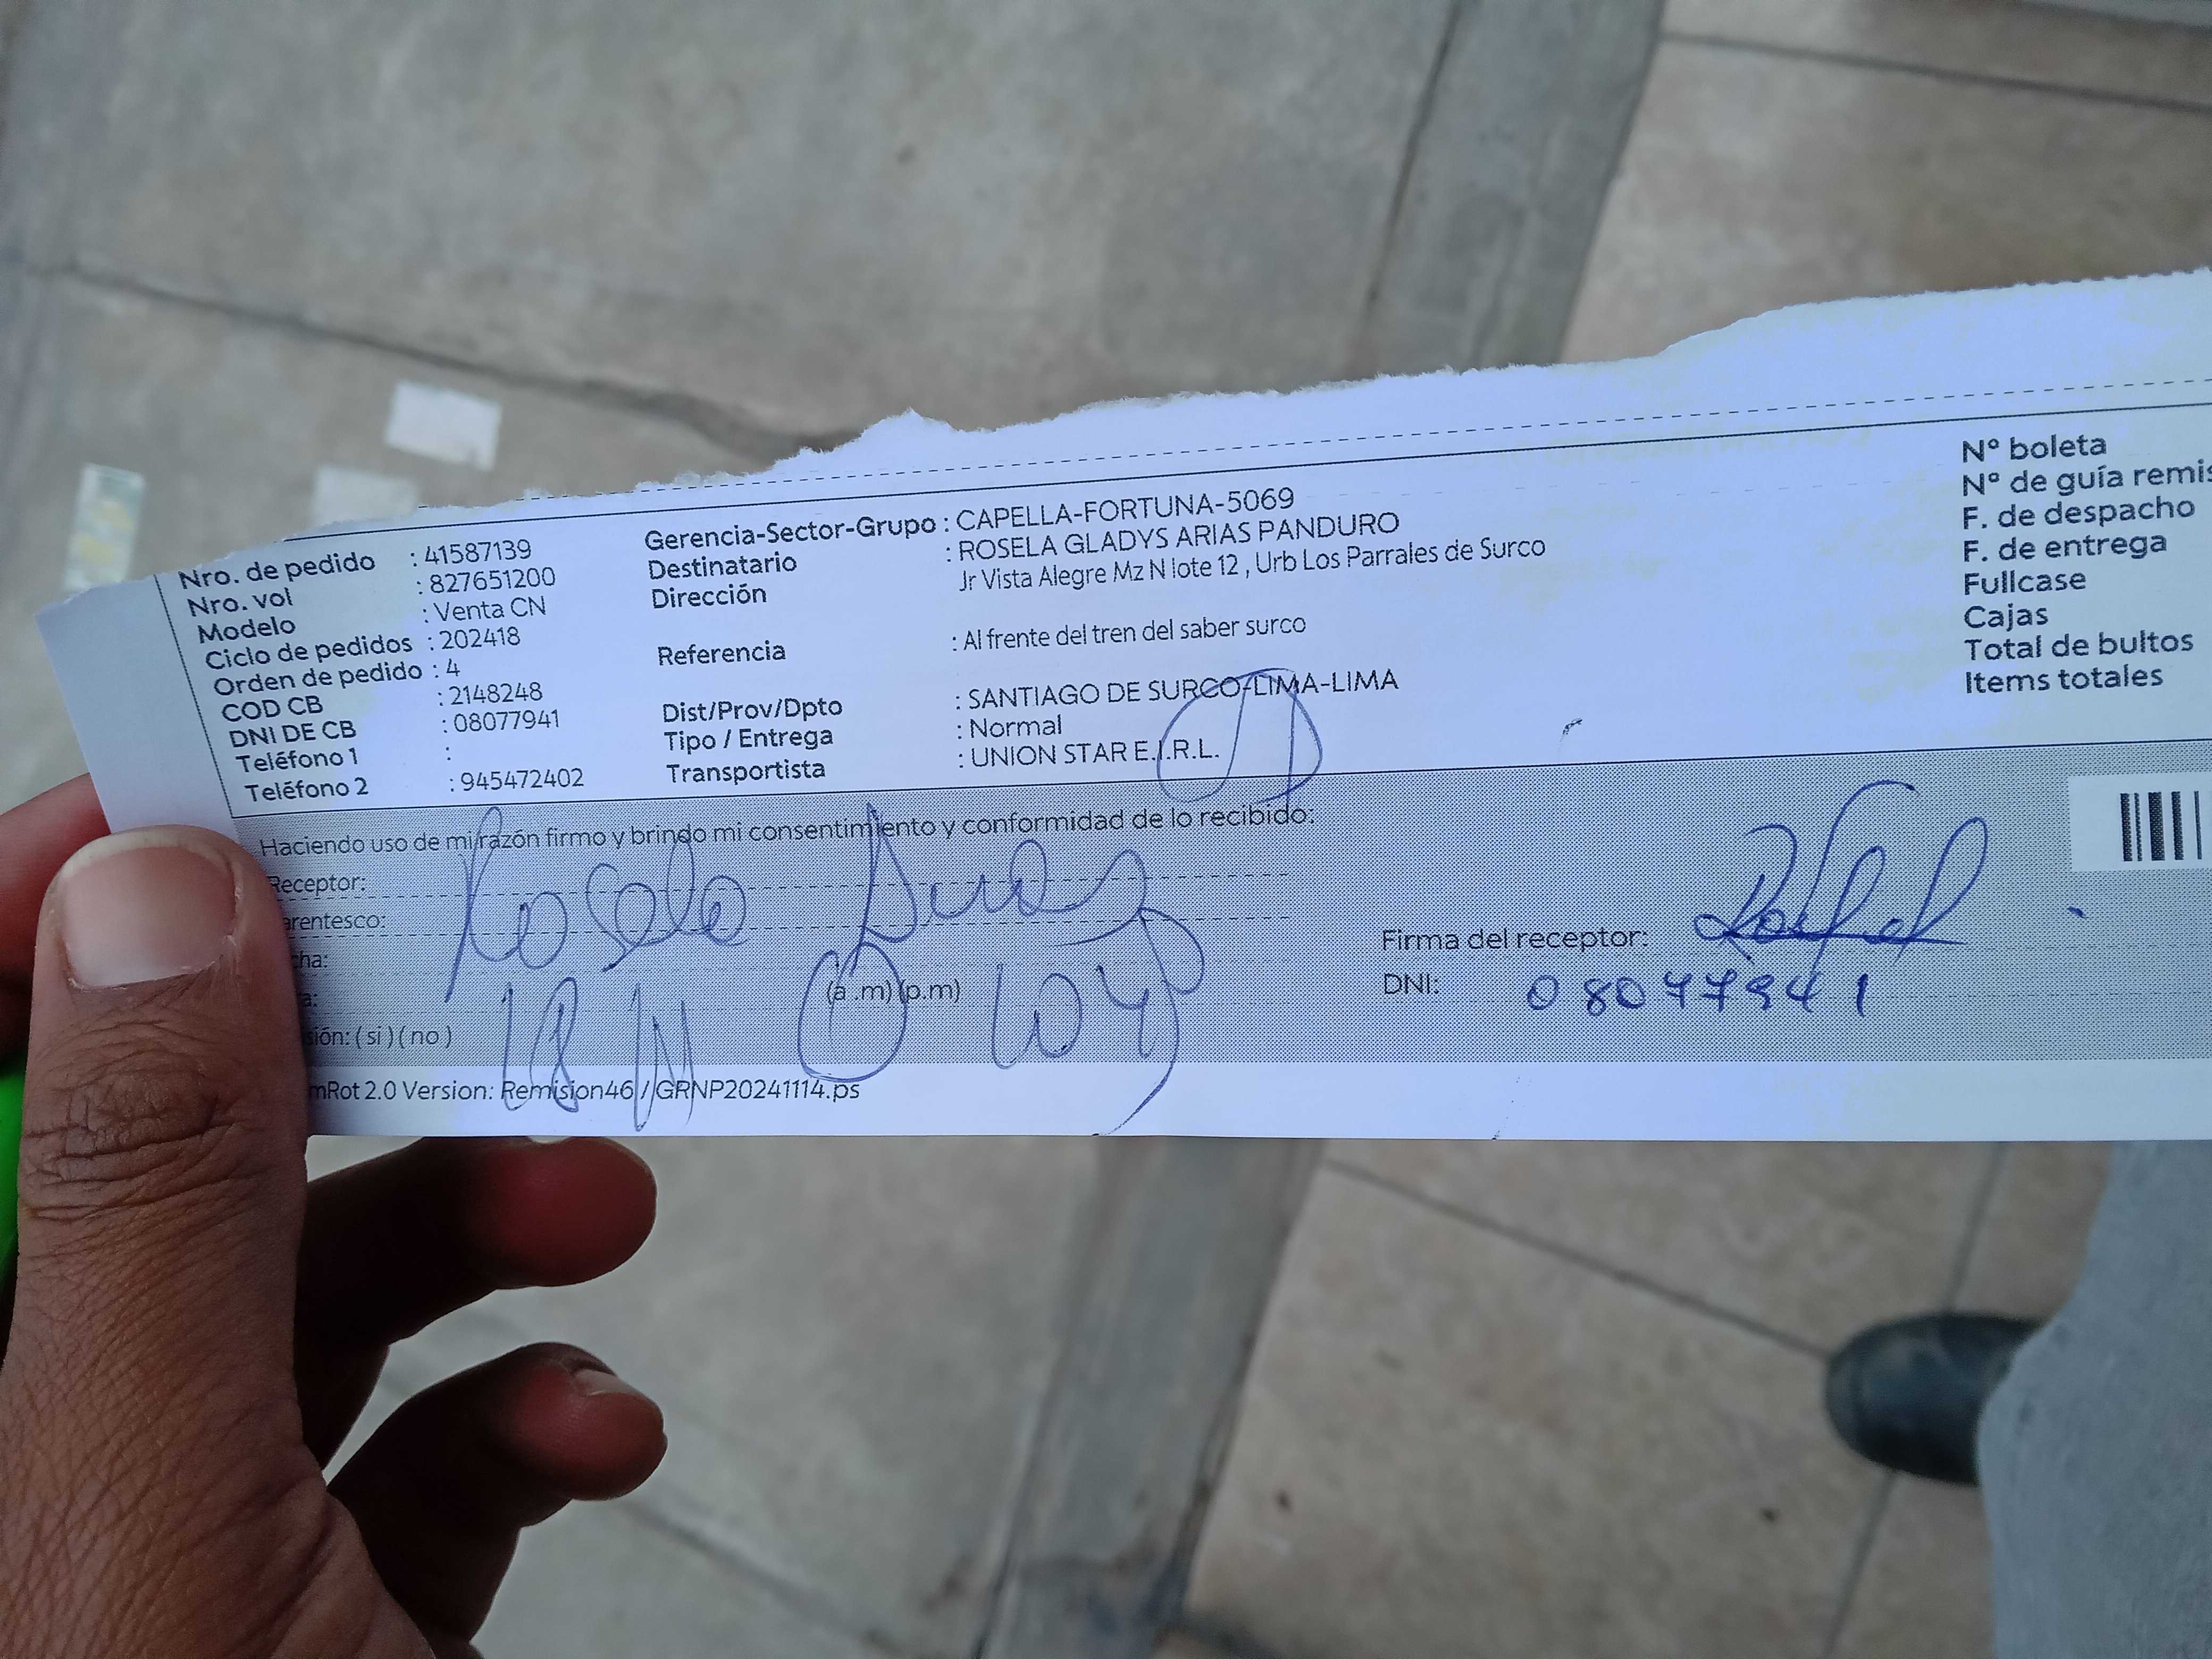 Nro. de pedido : 41587139
Nro. vol : 827651200
Modelo : Venta CN
Ciclo de pedidos : 202418
Orden de pedido : 4
COD CB : 2148248
DNI DE CB : 08077941
Teléfono 1 :
Teléfono 2 : 945472402
Gerencia-Sector-Grupo : CAPELLA-FORTUNA-5069
Destinatario : ROSELA GLADYS ARIAS PANDURO
Dirección Jr Vista Alegre Mz N lote 12 , Urb Los Parrales de Surco
Referencia : Al frente del tren del saber surco
Dist/Prov/Dpto : SANTIAGO DE SURCO-LIMA-LIMA
Tipo / Entrega : Normal
Transportista : UNION STAR E.I.R.L.
Nº boleta
Nº de guía remis
F. de despacho
F. de entrega
Fullcase
Cajas
Total de bultos
Items totales
Haciendo uso de mi razón firmo y brindo mi consentimiento y conformidad de lo recibido:
Receptor: Rosela
arentesco:
cha:
a: (a .m) (p.m)
sión: ( si ) ( no )
Firma del receptor:
DNI: 08077941
mRot 2.0 Version: Remision46 / GRNP20241114.ps